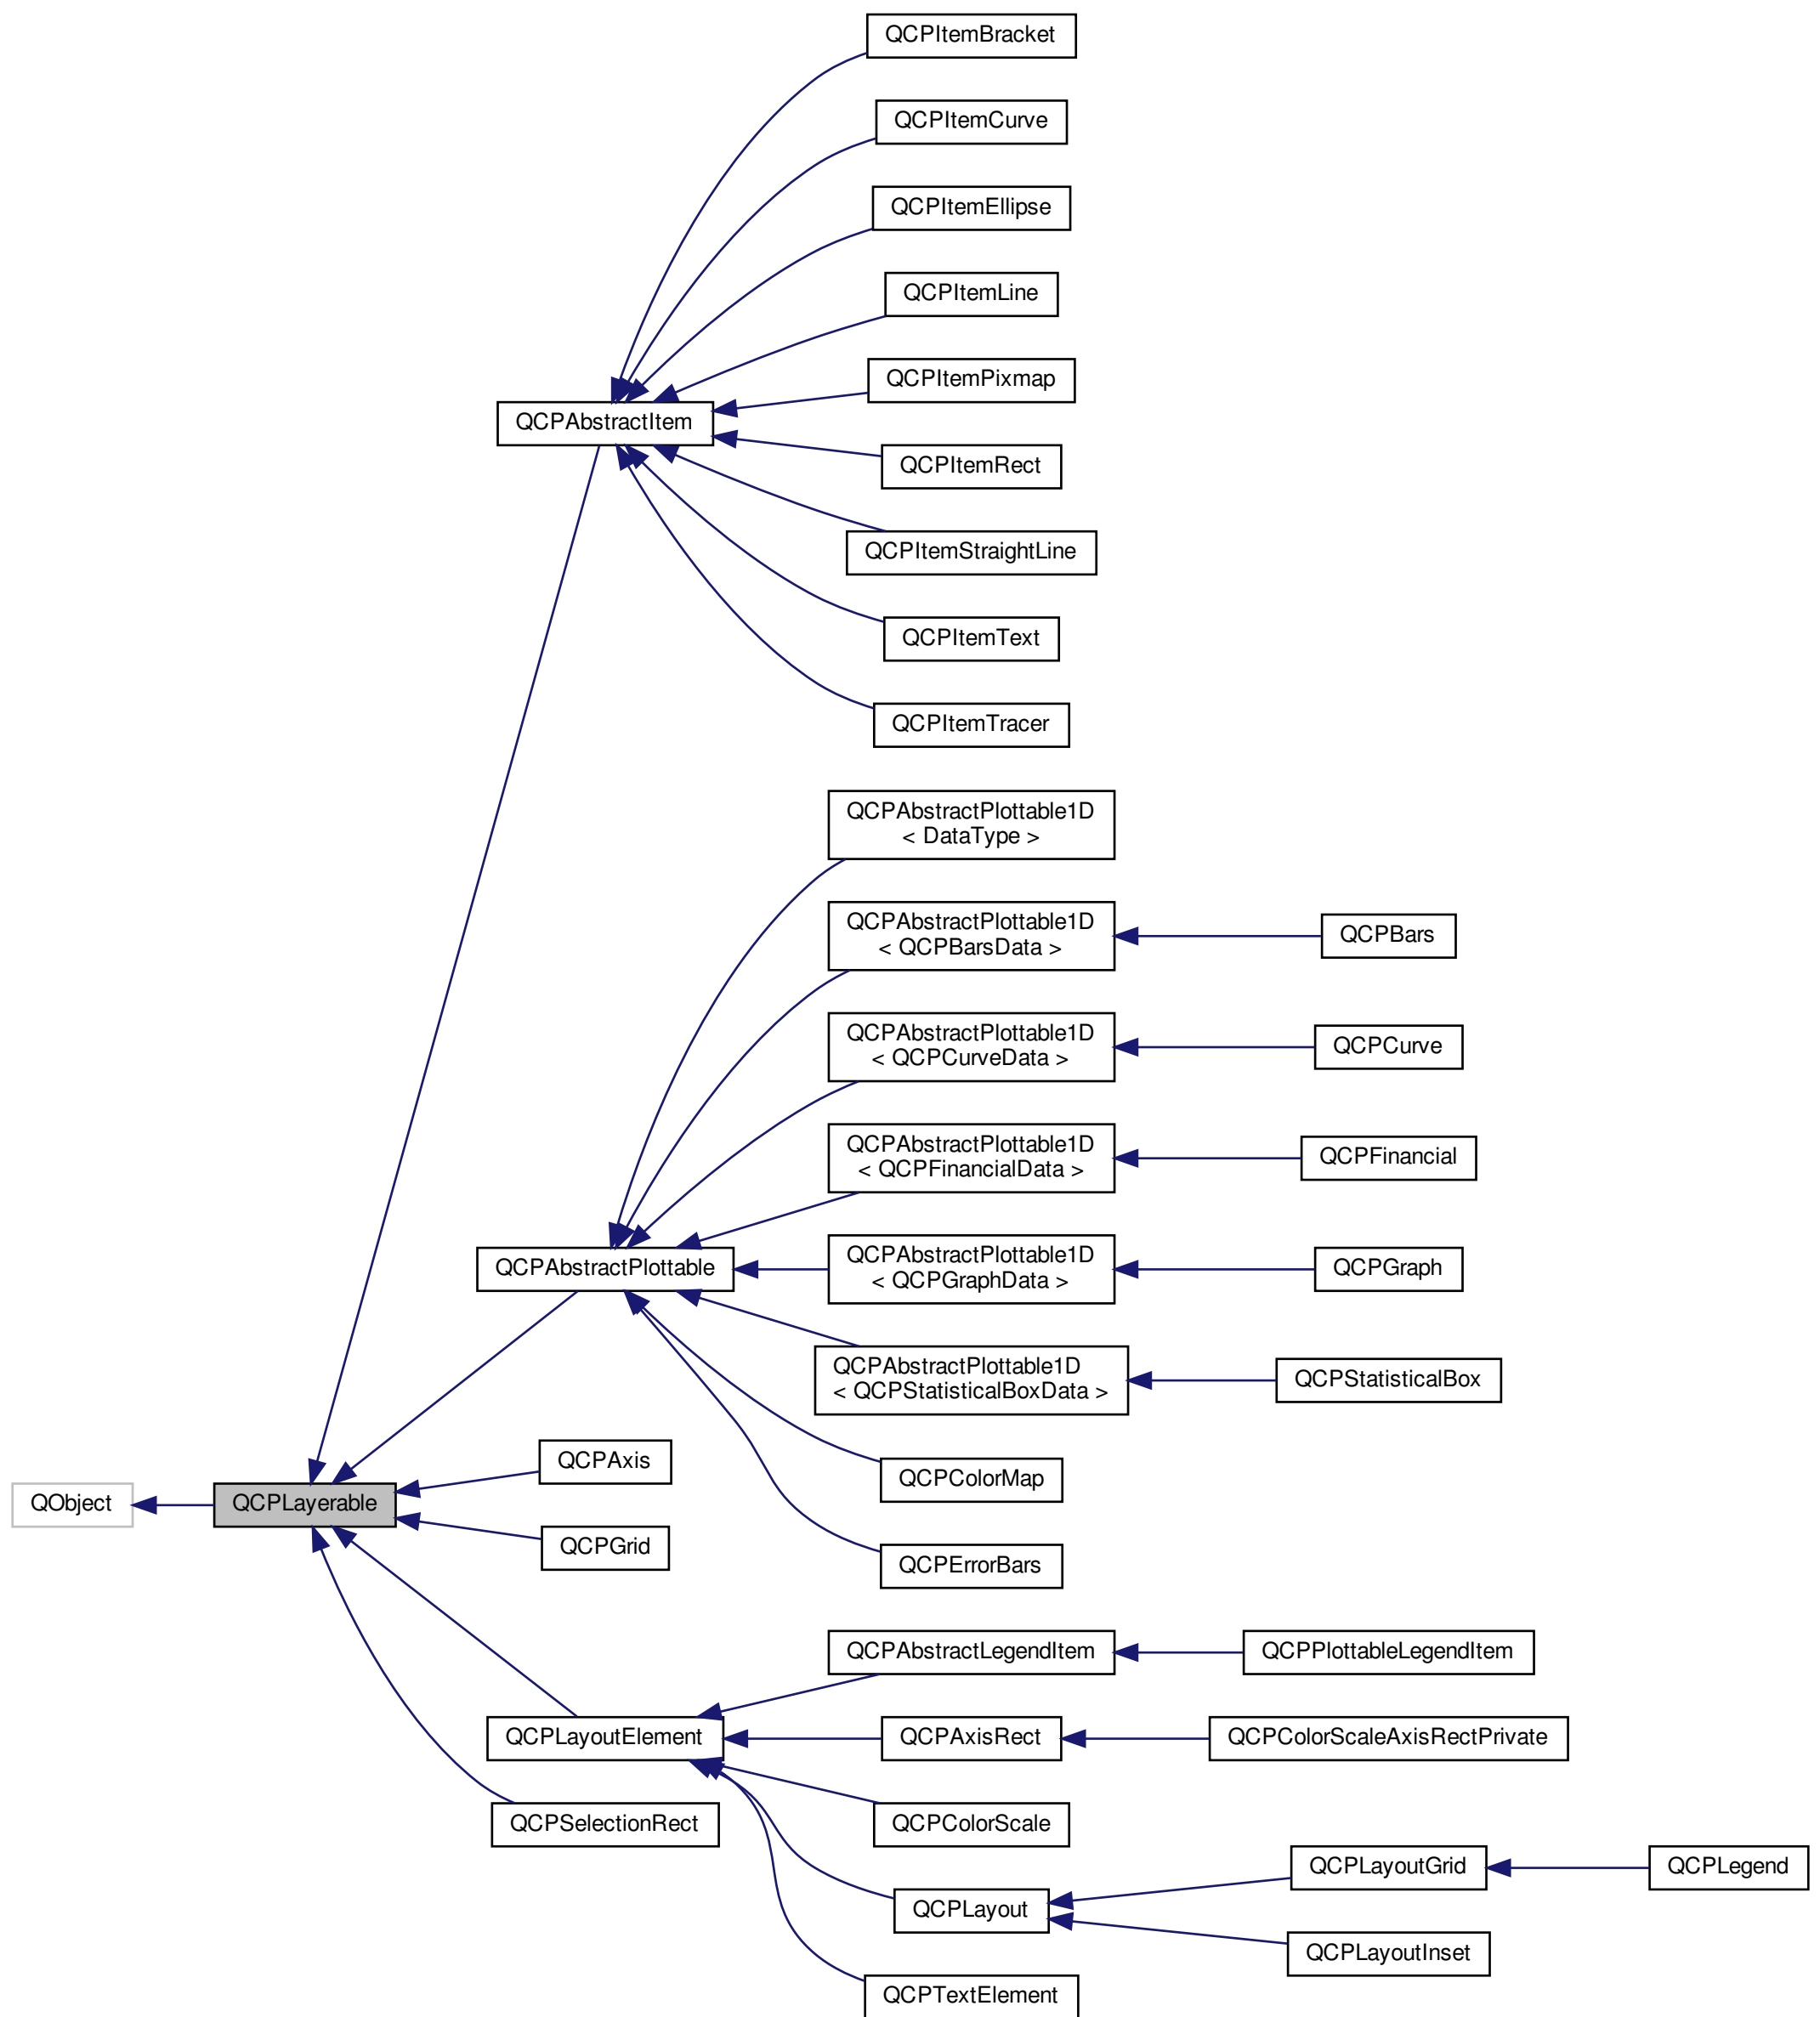 QCPItemBracket
QCPItemCurve
QCPItemEllipse
QCPItemLine
QCPItemPixmap
QCPAbstractItem
QCPItemRect
QCPItemStraightLine
QCPItemText
QCPItemTracer
QCPAbstractPlottable1D
< DataType >
QCPAbstractPlottable1D
< QCPBarsData >
QCPBars
QCPAbstractPlottable1D
< QCPCurveData >
QCPCurve
QCPAbstractPlottable1D
< QCPFinancialData >
QCPFinancial
QCPAbstractPlottable
QCPAbstractPlottable1D
< QCPGraphData >
QCPGraph
QCPAbstractPlottable1D
< QCPStatisticalBoxData >
QCPStatisticalBox
QCPAxis
QCPColorMap
QObject
QCPLayerable
QCPGrid
QCPErrorBars
QCPAbstractLegendItem
QCPPlottableLegendItem
QCPLayoutElement
QCPAxisRect
QCPColorScaleAxisRectPrivate
QCPSelectionRect
QCPColorScale
QCPLayoutGrid
QCPLegend
QCPLayout
QCPLayoutInset
QCPTextElement